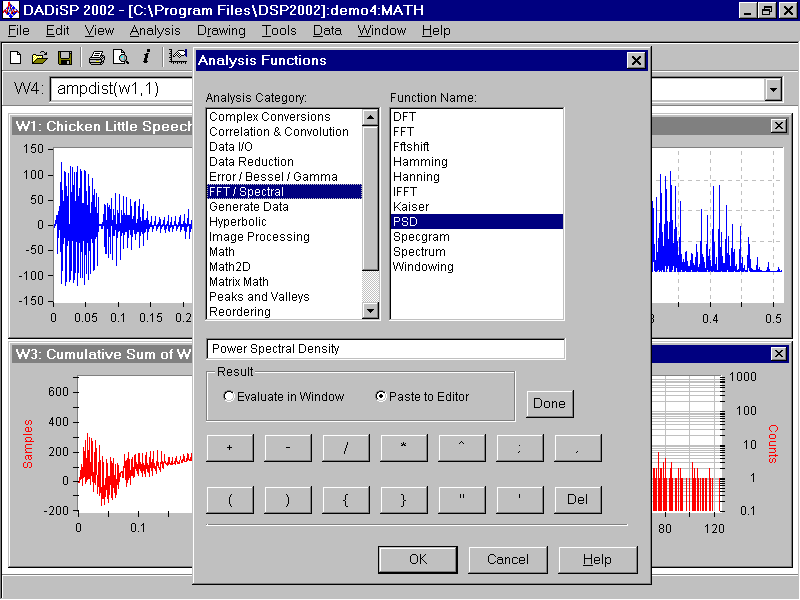 DADiSP 2002 - [C:\Program Files\DSP2002]:demo4:MATH
File Edit View Analysis Drawing Tools Data Window Help
W4: ampdist(w1,1)
Analysis Functions
Analysis Category:
Complex Conversions
Correlation & Convolution
Data I/O
Data Reduction
Error / Bessel / Gamma
FFT / Spectral
Generate Data
Hyperbolic
Image Processing
Math
Math2D
Matrix Math
Peaks and Valleys
Reordering
Function Name:
DFT
FFT
Fftshift
Hamming
Hanning
IFFT
Kaiser
PSD
Specgram
Spectrum
Windowing
Power Spectral Density
Result
Evaluate in Window
Paste to Editor
Done
+ - / * ^ ; ,
( ) { } " ' Del
OK Cancel Help
W1: Chicken Little Speech
150
100
50
0
-50
-100
-150
0 0.05 0.1 0.15 0.2
0.4 0.5
W3: Cumulative Sum of W
Samples
600
400
200
0
-200
0 0.1
1000
100
10
1
0.1
Counts
80 120